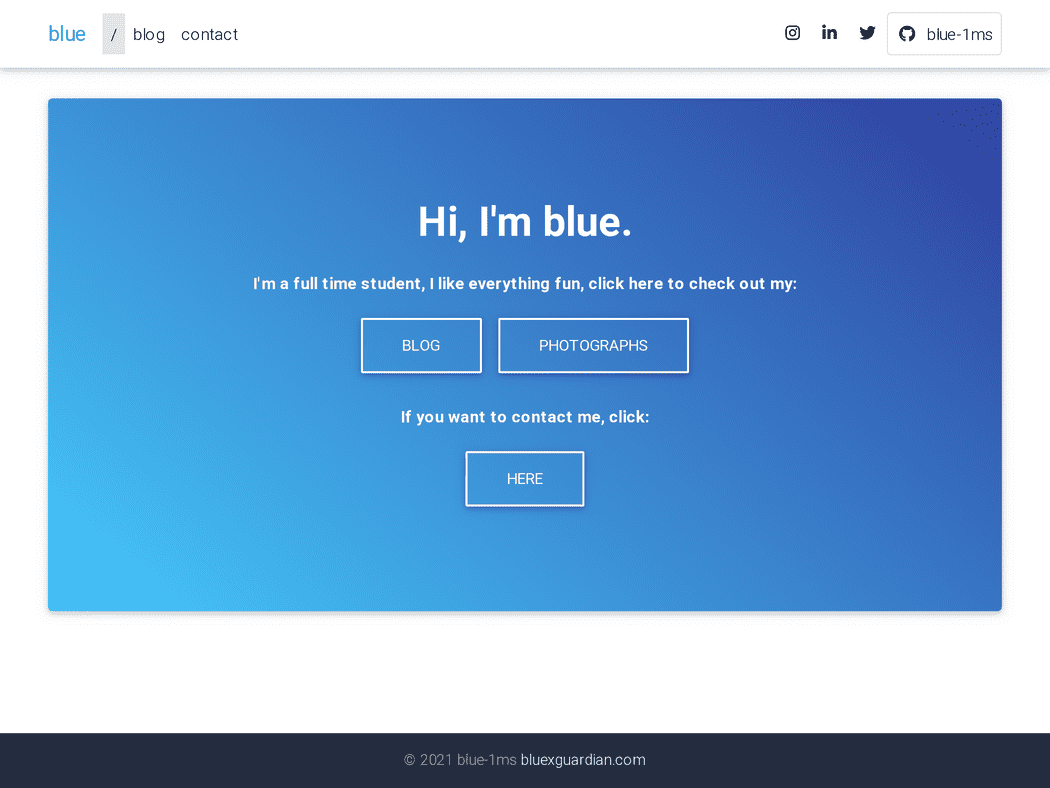 blue / blog contact blue-1ms
Hi, I'm blue.
I'm a full time student, I like everything fun, click here to check out my:
BLOG PHOTOGRAPHS
If you want to contact me, click:
HERE
© 2021 blue-1ms bluexguardian.com